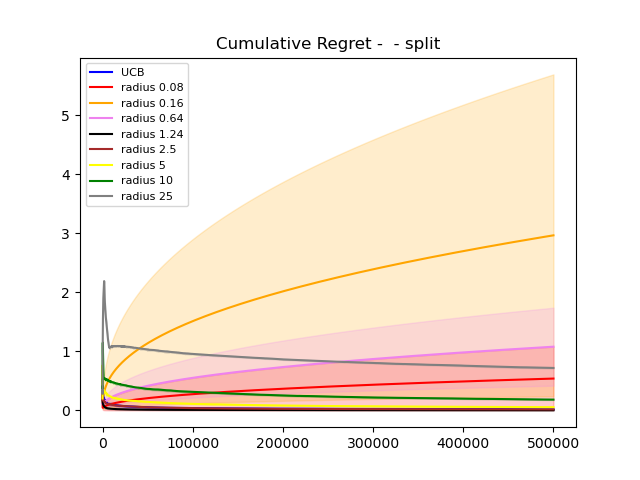 Cumulative Regret -  - split
UCB
radius 0.08
radius 0.16
radius 0.64
radius 1.24
radius 2.5
radius 5
radius 10
radius 25
5
4
3
2
1
0
0 100000 200000 300000 400000 500000